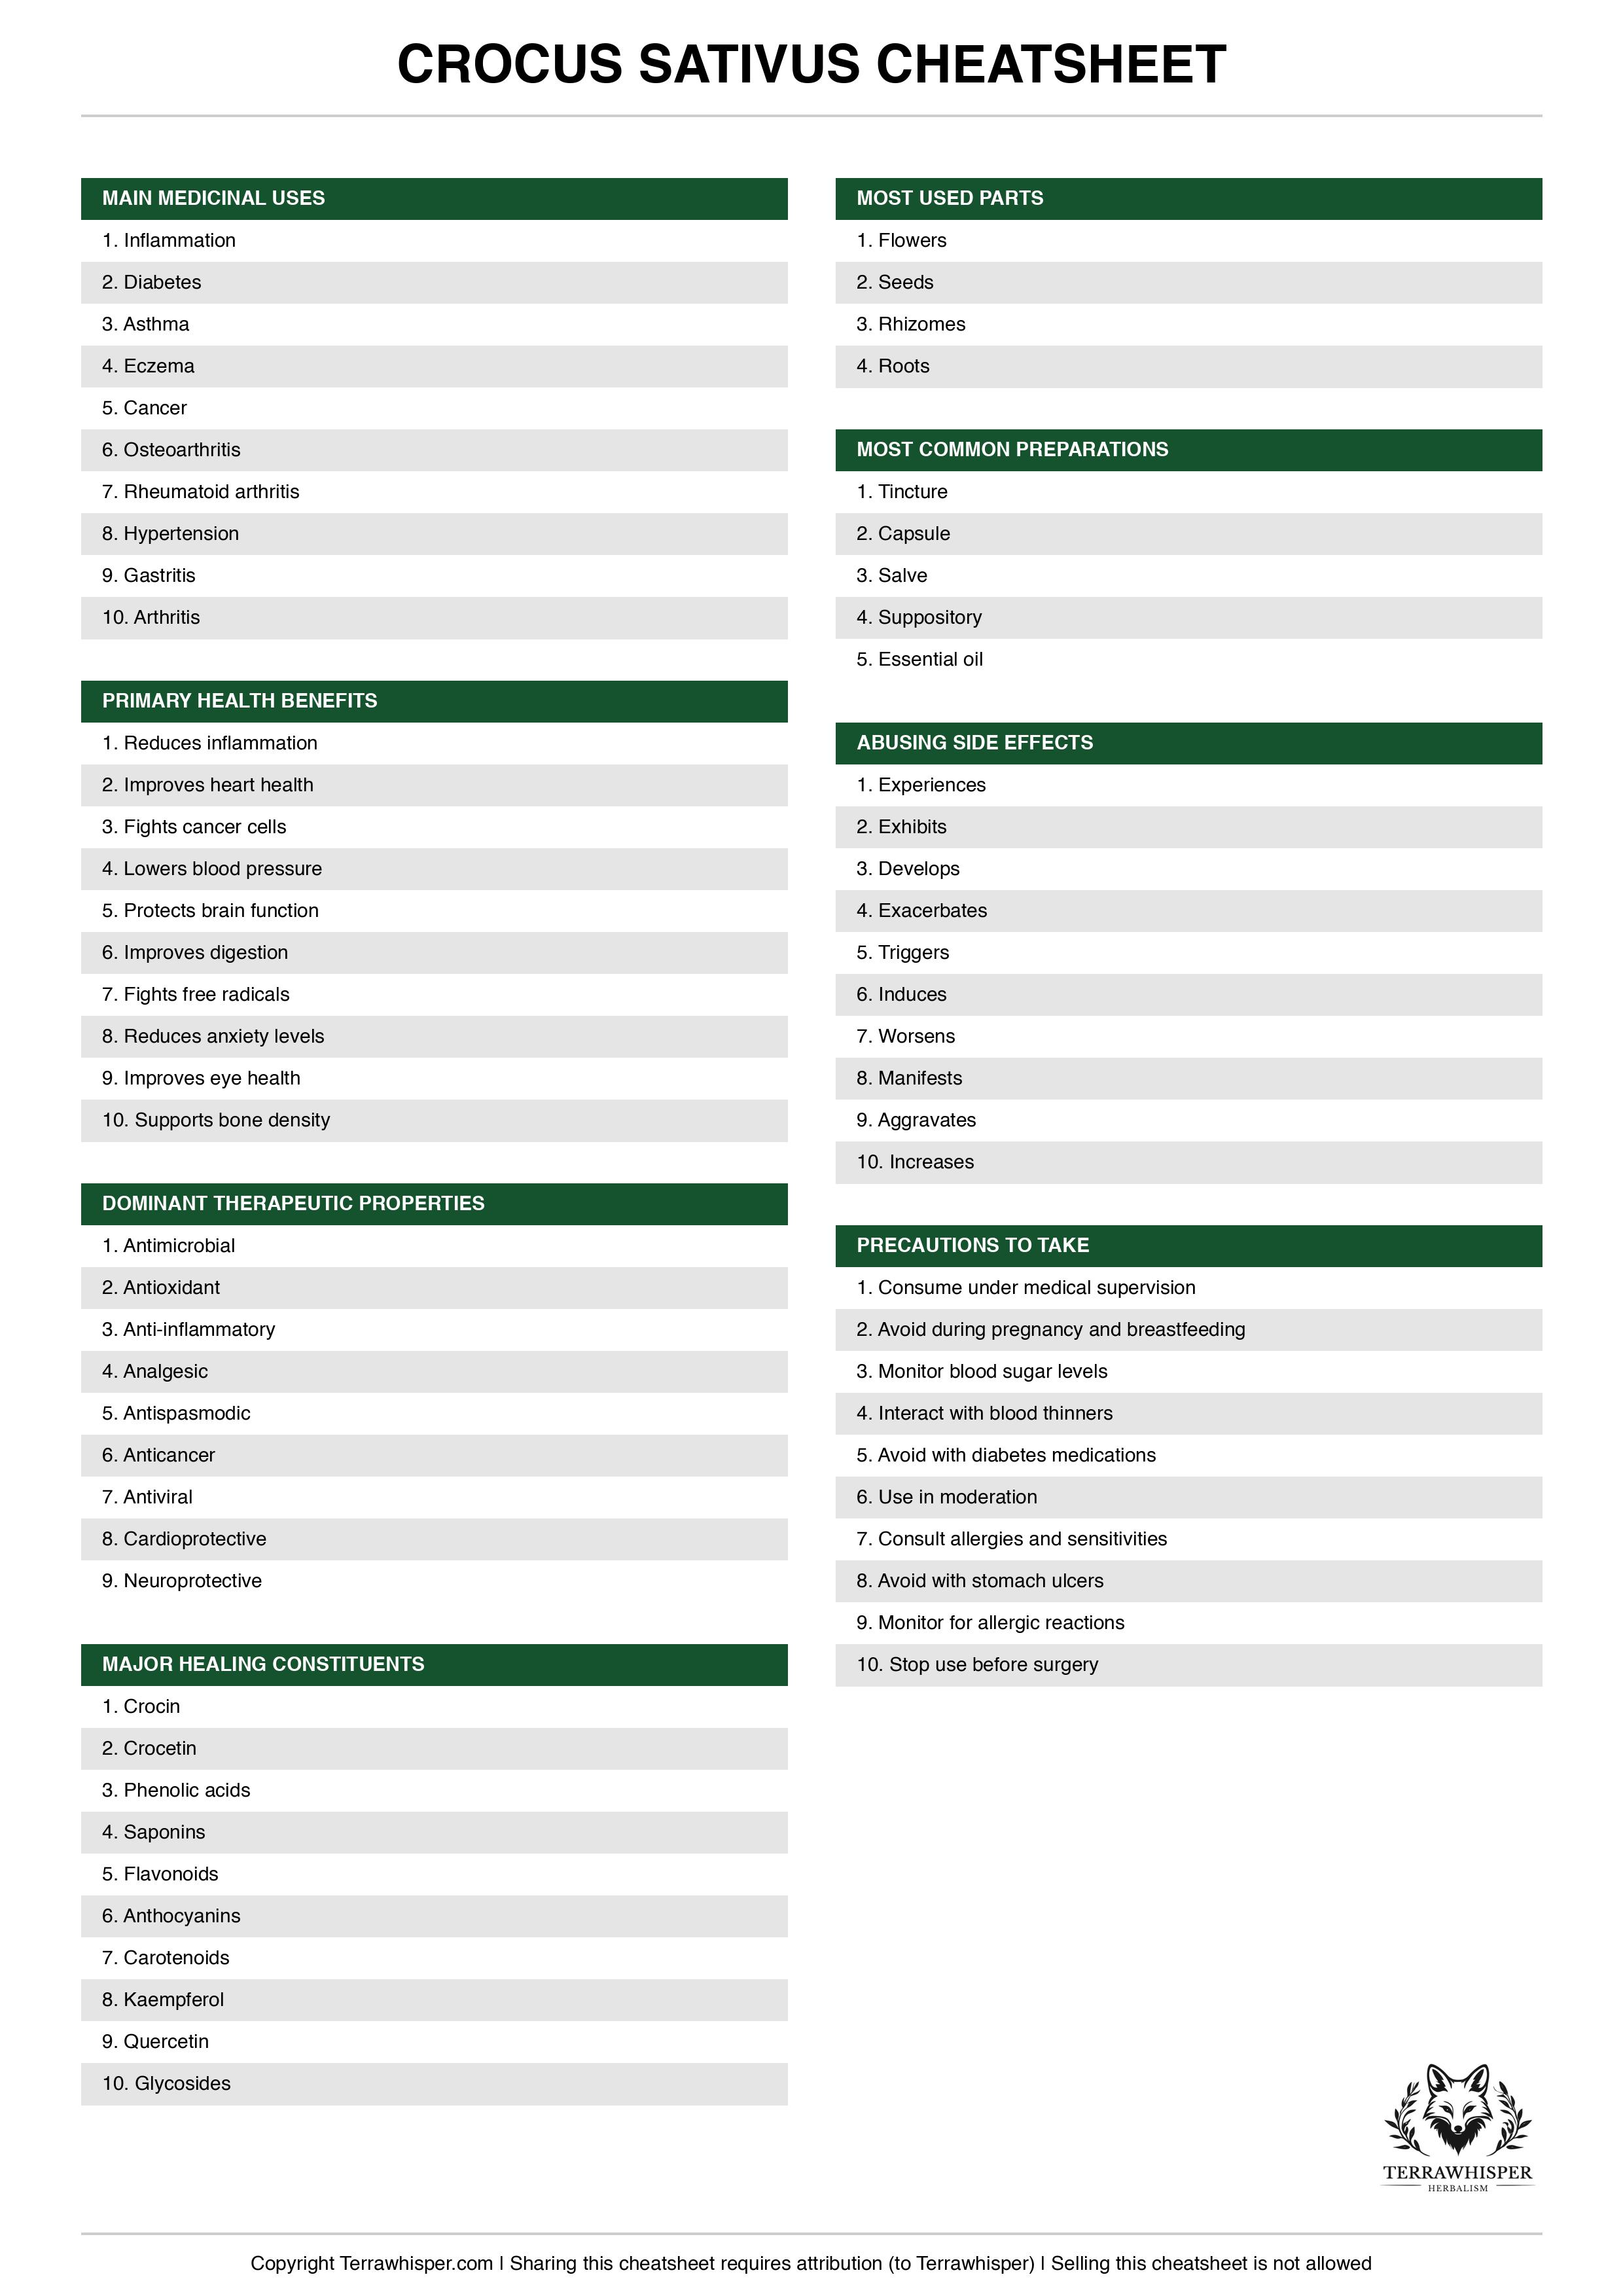 CROCUS SATIVUS CHEATSHEET
MAIN MEDICINAL USES
1. Inflammation
2. Diabetes
3. Asthma
4. Eczema
5. Cancer
6. Osteoarthritis
7. Rheumatoid arthritis
8. Hypertension
9. Gastritis
10. Arthritis
PRIMARY HEALTH BENEFITS
1. Reduces inflammation
2. Improves heart health
3. Fights cancer cells
4. Lowers blood pressure
5. Protects brain function
6. Improves digestion
7. Fights free radicals
8. Reduces anxiety levels
9. Improves eye health
10. Supports bone density
DOMINANT THERAPEUTIC PROPERTIES
1. Antimicrobial
2. Antioxidant
3. Anti-inflammatory
4. Analgesic
5. Antispasmodic
6. Anticancer
7. Antiviral
8. Cardioprotective
9. Neuroprotective
MAJOR HEALING CONSTITUENTS
1. Crocin
2. Crocetin
3. Phenolic acids
4. Saponins
5. Flavonoids
6. Anthocyanins
7. Carotenoids
8. Kaempferol
9. Quercetin
10. Glycosides
MOST USED PARTS
1. Flowers
2. Seeds
3. Rhizomes
4. Roots
MOST COMMON PREPARATIONS
1. Tincture
2. Capsule
3. Salve
4. Suppository
5. Essential oil
ABUSING SIDE EFFECTS
1. Experiences
2. Exhibits
3. Develops
4. Exacerbates
5. Triggers
6. Induces
7. Worsens
8. Manifests
9. Aggravates
10. Increases
PRECAUTIONS TO TAKE
1. Consume under medical supervision
2. Avoid during pregnancy and breastfeeding
3. Monitor blood sugar levels
4. Interact with blood thinners
5. Avoid with diabetes medications
6. Use in moderation
7. Consult allergies and sensitivities
8. Avoid with stomach ulcers
9. Monitor for allergic reactions
10. Stop use before surgery
TERRAWHISPER
HERBALISM
Copyright Terrawhisper.com | Sharing this cheatsheet requires attribution (to Terrawhisper) | Selling this cheatsheet is not allowed